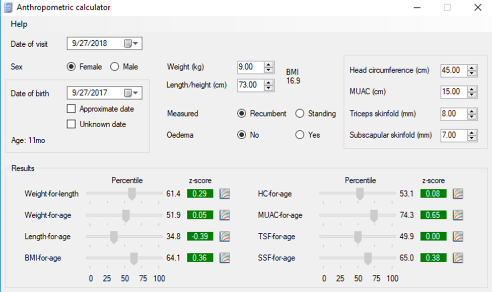 Anthropometric calculator
Help
Date of visit 9/27/2018
Sex Female Male
Date of birth 9/27/2017
Approximate date
Unknown date
Age: 11mo
Weight (kg) 9.00
Length/height (cm) 73.00
BMI
16.9
Measured Recumbent Standing
Oedema No Yes
Head circumference (cm) 45.00
MUAC (cm) 15.00
Triceps skinfold (mm) 8.00
Subscapular skinfold (mm) 7.00
Results
Percentile z-score
Weight-for-length 61.4 0.29
Weight-for-age 51.9 0.05
Length-for-age 34.8 -0.39
BMI-for-age 64.1 0.36
0 25 50 75 100
Percentile z-score
HC-for-age 53.1 0.08
MUAC-for-age 74.3 0.65
TSF-for-age 49.9 0.00
SSF-for-age 65.0 0.38
0 25 50 75 100